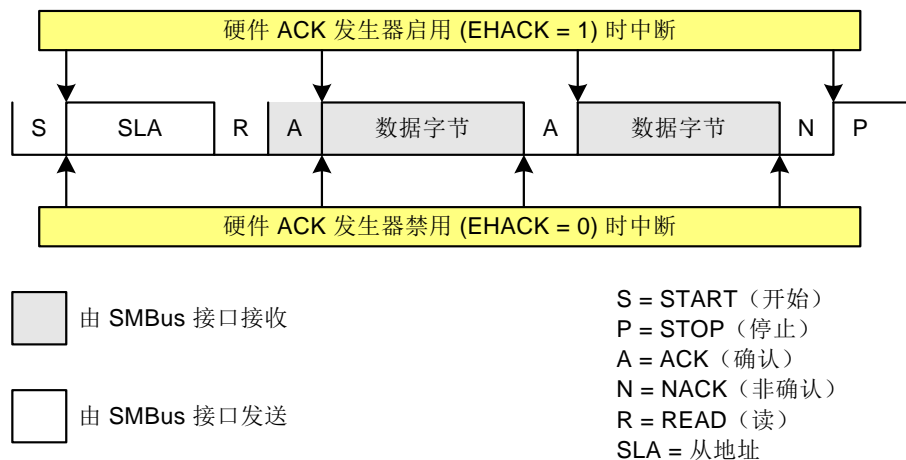 硬件 ACK 发生器启用 (EHACK = 1) 时中断
S SLA R A 数据字节 A 数据字节 N P
硬件 ACK 发生器禁用 (EHACK = 0) 时中断
由 SMBus 接口接收
由 SMBus 接口发送
S = START（开始）
P = STOP（停止）
A = ACK（确认）
N = NACK（非确认）
R = READ（读）
SLA = 从地址